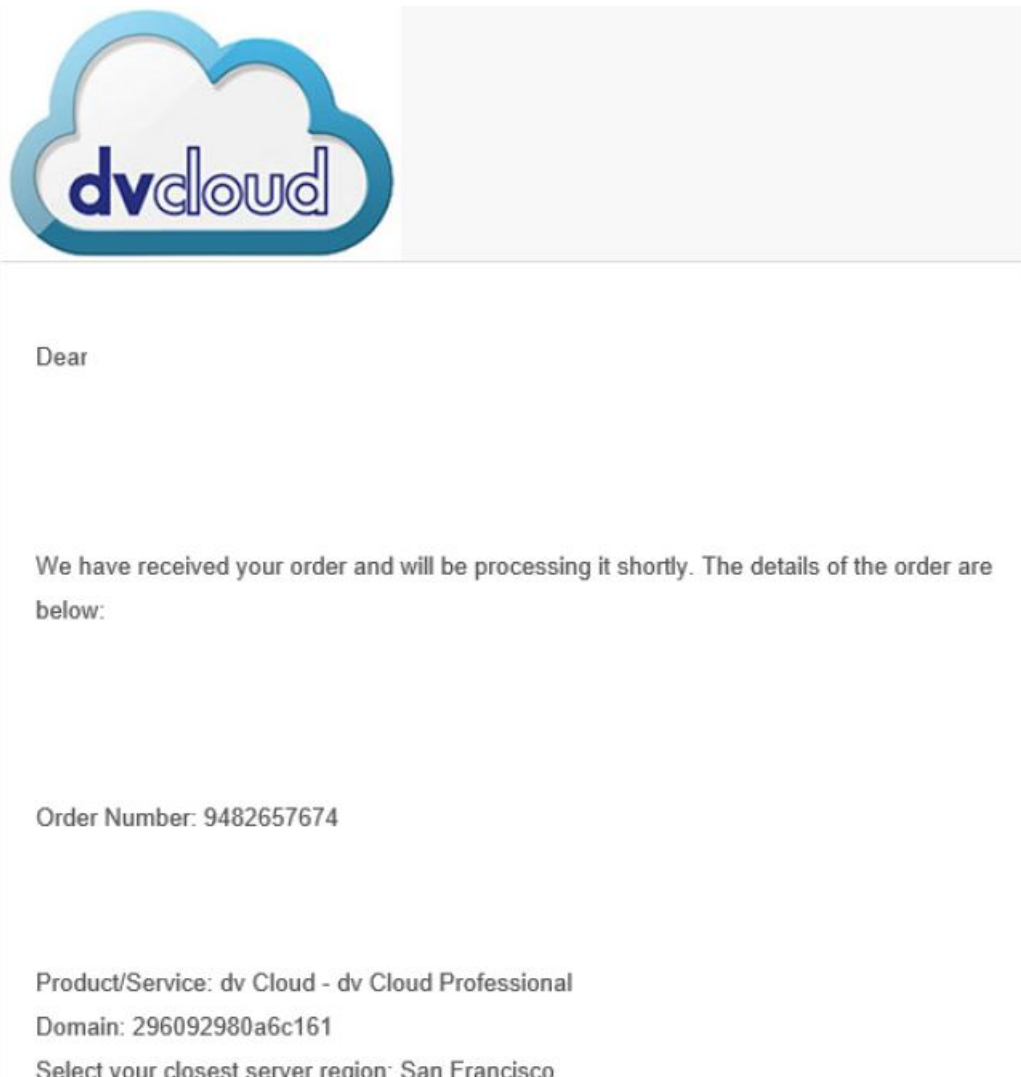 dvcloud
Dear
We have received your order and will be processing it shortly. The details of the order are
below:
Order Number: 9482657674
Product/Service: dv Cloud - dv Cloud Professional
Domain: 296092980a6c161
Select your closest server region: San Francisco